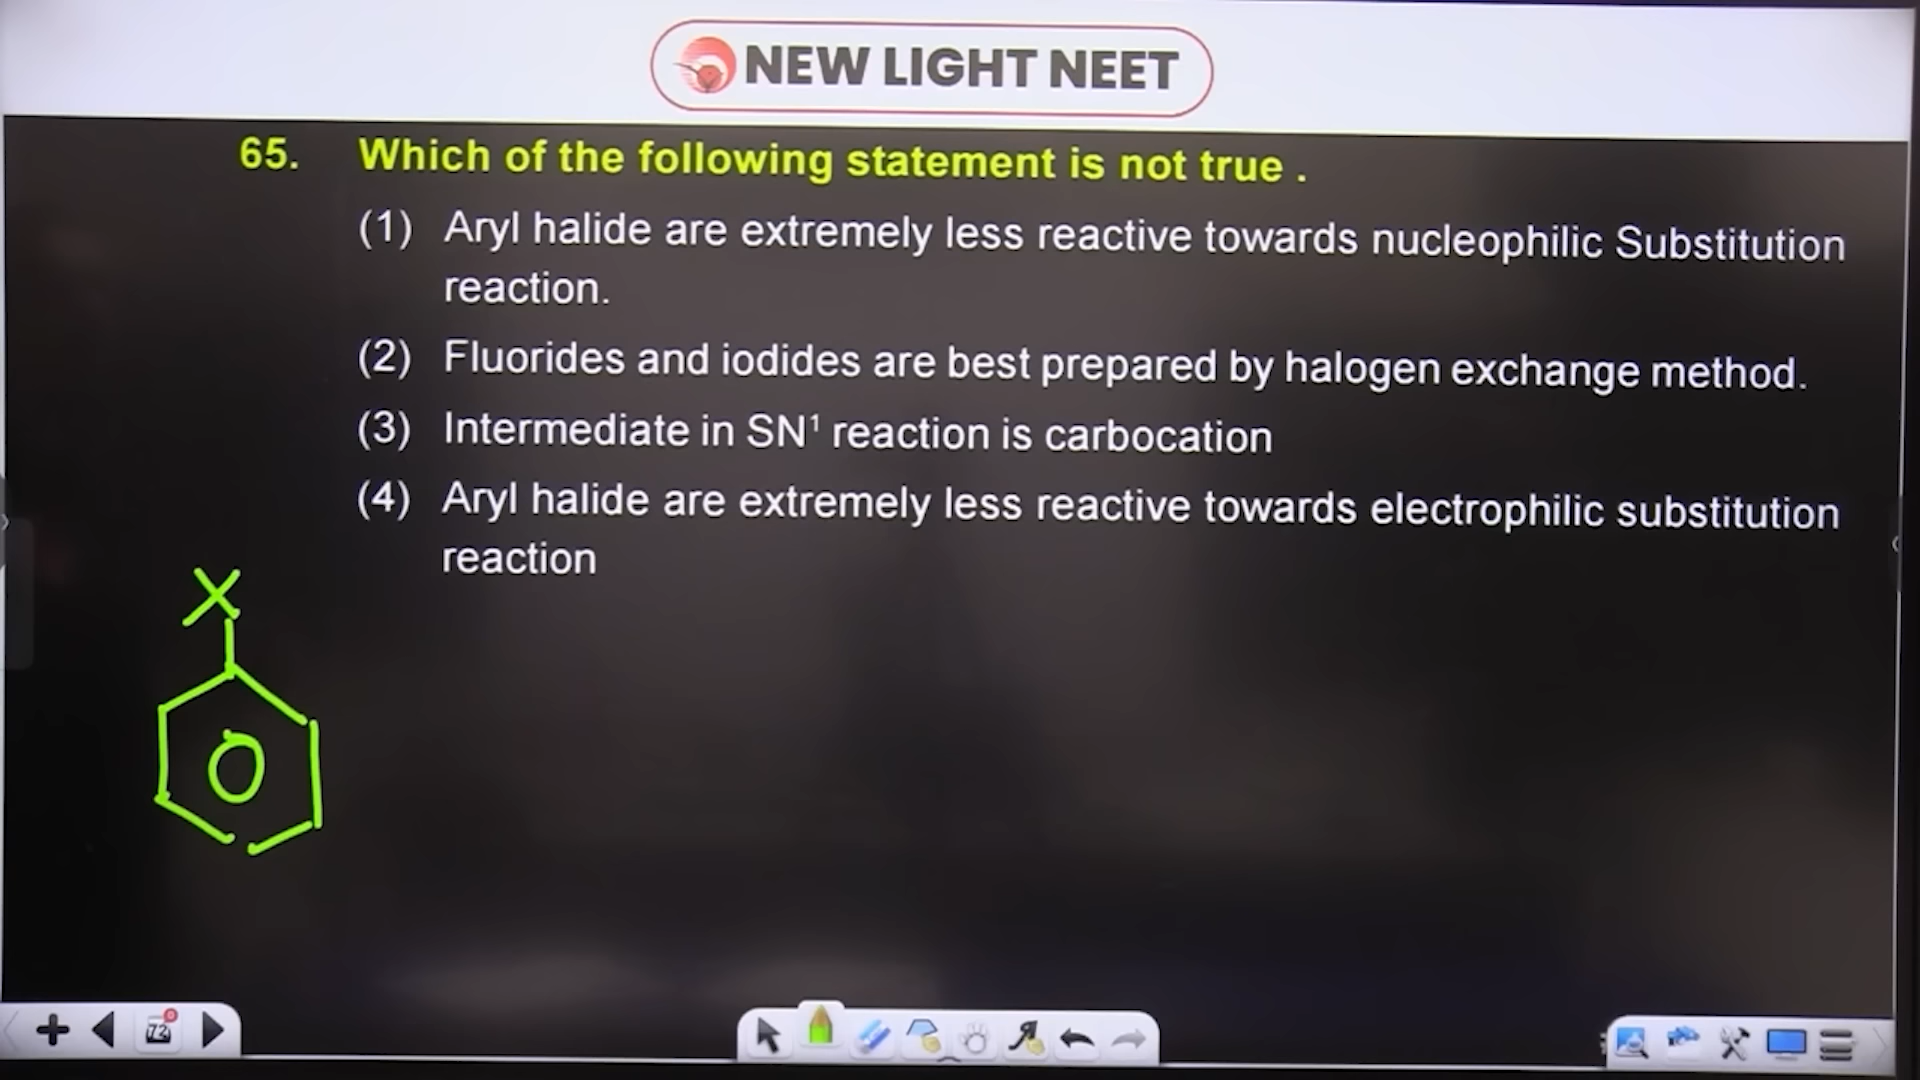 NEW LIGHT NEET
65. Which of the following statement is not true .
(1) Aryl halide are extremely less reactive towards nucleophilic Substitution
reaction.
(2) Fluorides and iodides are best prepared by halogen exchange method.
(3) Intermediate in SN¹ reaction is carbocation
(4) Aryl halide are extremely less reactive towards electrophilic substitution
reaction
X
72